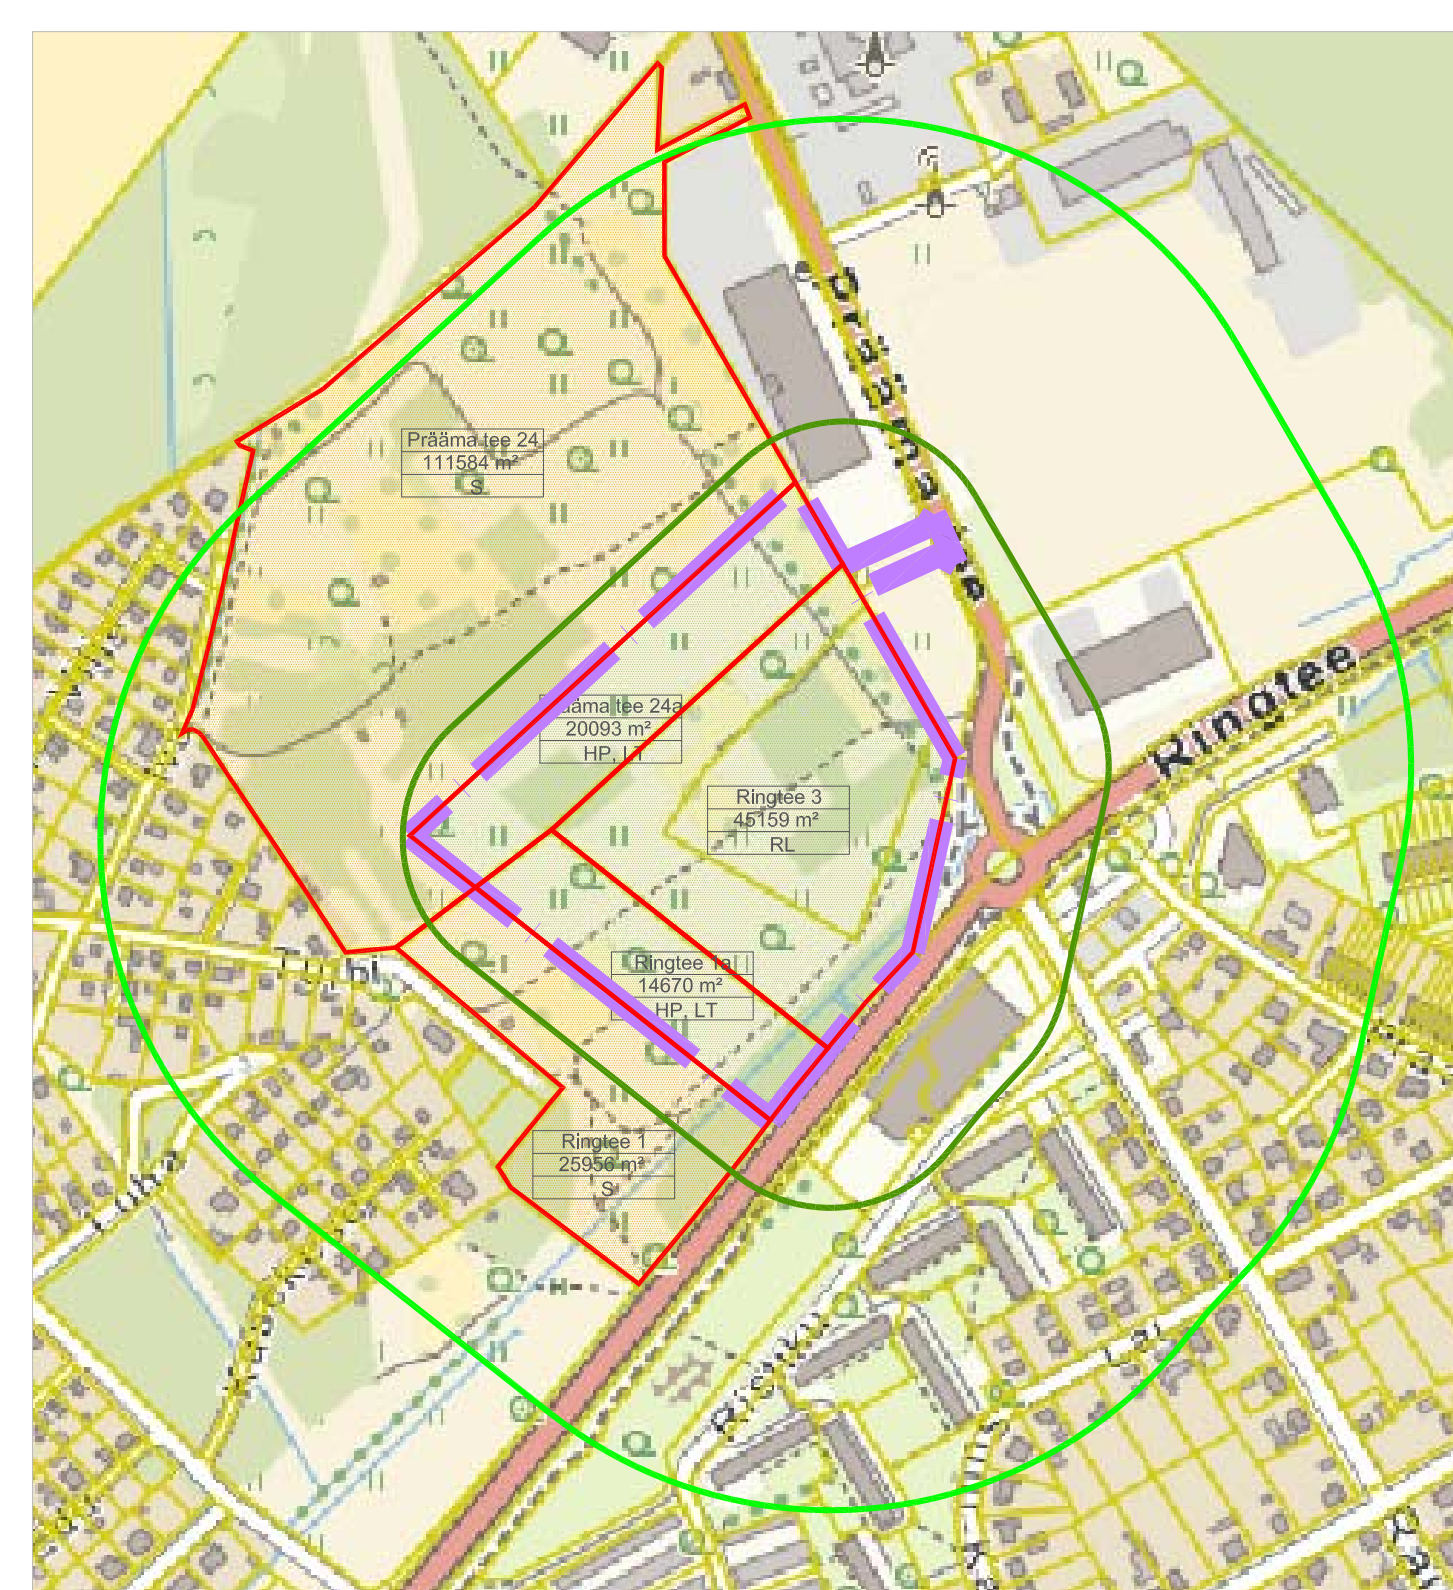 Prääma tee 24
111584 m²
S
ääma tee 24a
20093 m²
HP, LT
Ringtee 3
45159 m²
RL
Ringtee 1a
14670 m²
HP, LT
Ringtee 1
25956 m²
S
Prääma
Ringtee